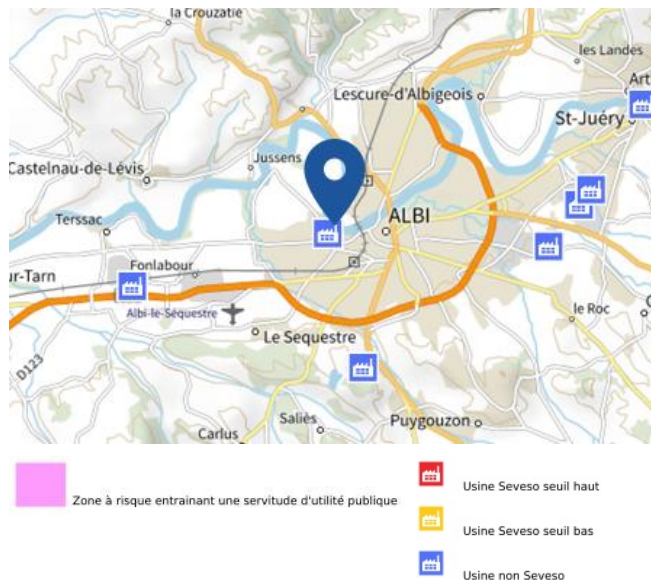 la Crouzatie
les Landes
Lescure-d'Albigeois
Art
St-Juéry
Jussens
Castelnau-de-Lévis
ALBI
Terssac
ur-Tarn
Fonlabour
Albi-le-Séquestre
le Roc
C
Le Sequestre
D123
Saliès
Puygouzon
Carlus
Usine Seveso seuil haut
Zone à risque entrainant une servitude d'utilité publique
Usine Seveso seuil bas
Usine non Seveso